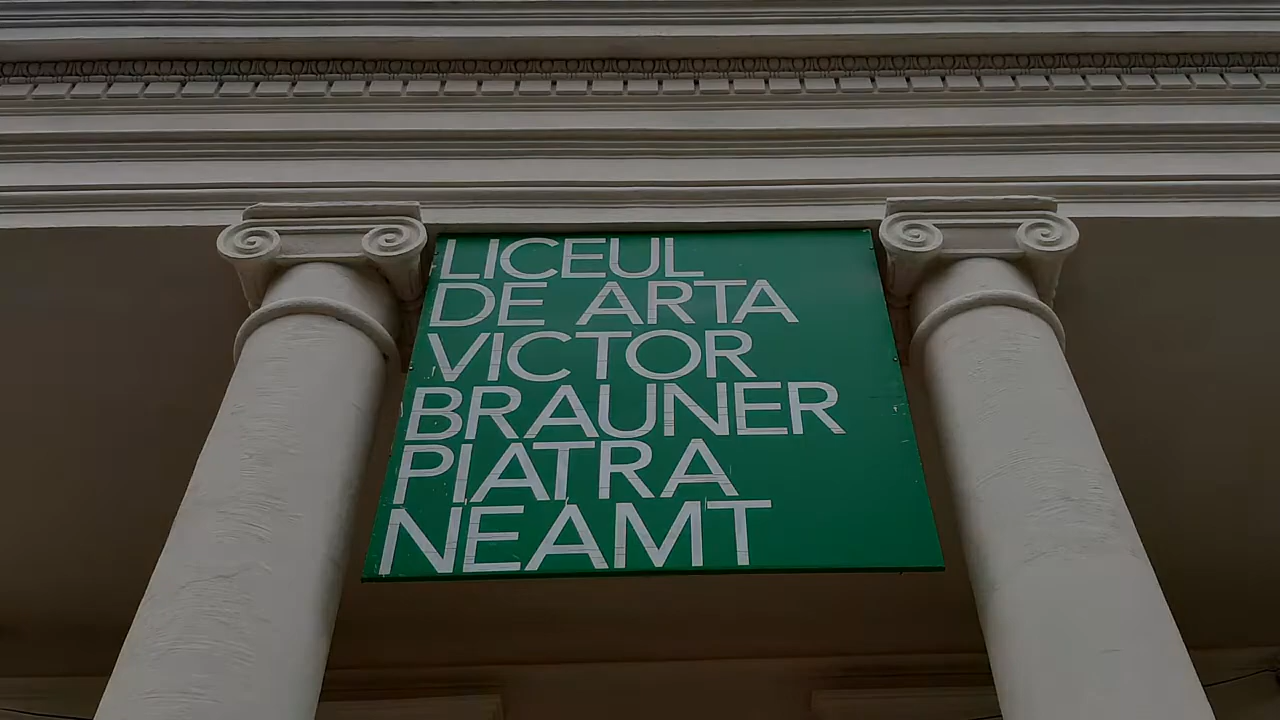 LICEUL
DE ARTA
VICTOR
BRAUNER
PIATRA
NEAMT